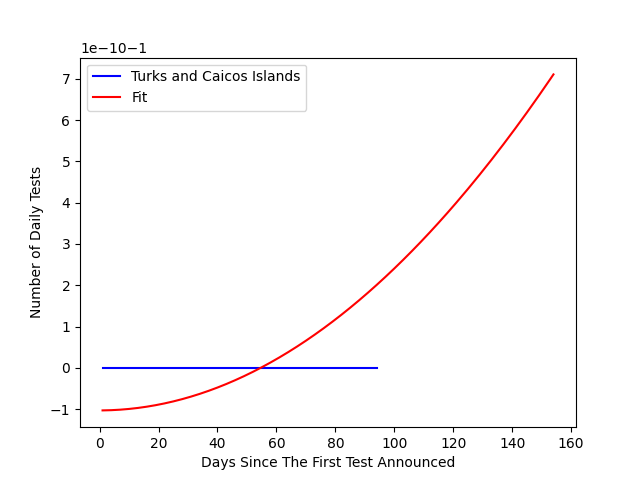 1e−10−1
Turks and Caicos Islands
Fit
7
6
5
4
3
2
1
0
−1
Number of Daily Tests
0 20 40 60 80 100 120 140 160
Days Since The First Test Announced